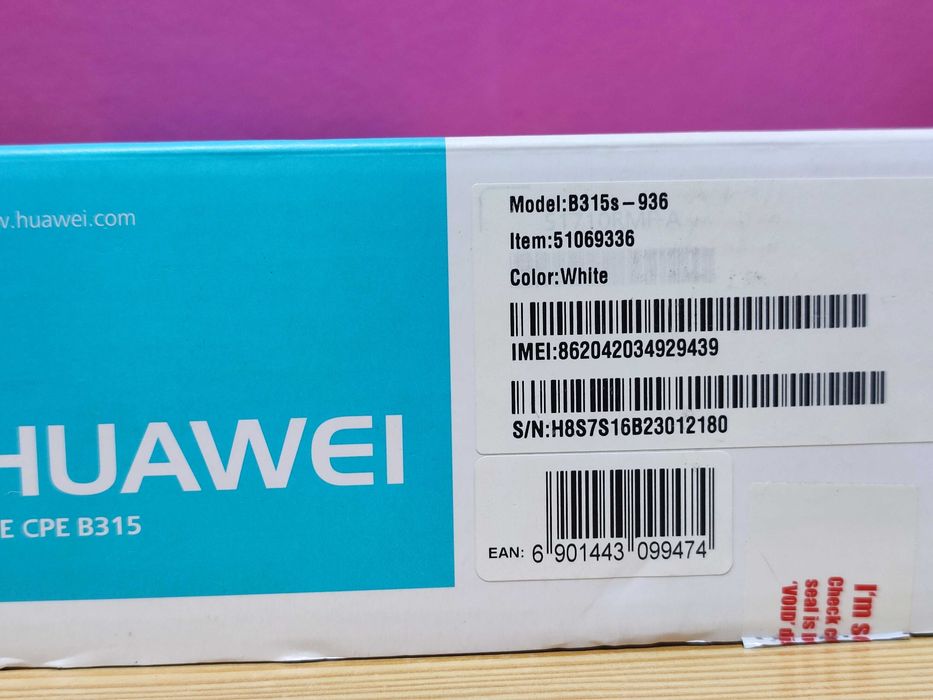 w.huawei.com
HUAWEI
E CPE B315
Model:B315s-936
Item:51069336
Color:White
IMEI:862042034929439
S/N:H8S7S16B23012180
EAN: 6 901443 099474
I'm s
Check c
seal is i
'VOID' d